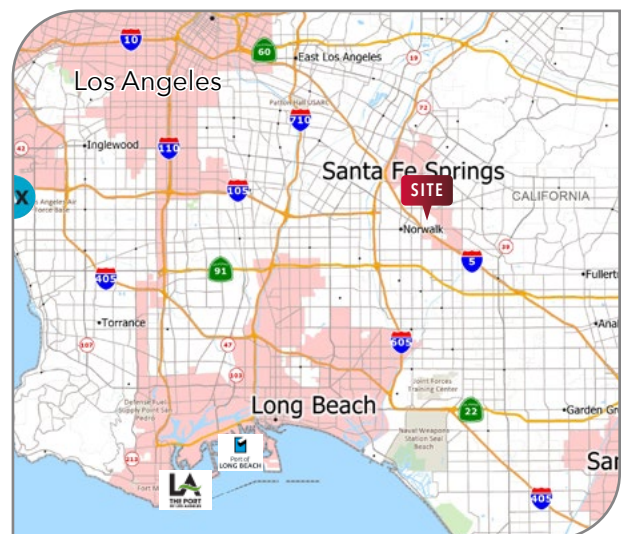 10
60
East Los Angeles
19
Los Angeles
Patton Hall USARC
72
710
42
Inglewood
110
Santa Fe Springs
105
SITE
CALIFORNIA
X
Los Angeles Air
Force Base
Norwalk
39
5
91
405
Fullert
Torrance
Ana
107
47
605
103
Joint Forces
Training Center
Defense Fuel
Supply Point San
Pedro
Long Beach
22
Garden Gr
Naval Weapons
Station Seal
Beach
Port of
LONG BEACH
San
213
LA
THE PORT
OF LOS ANGELES
Fort M
405